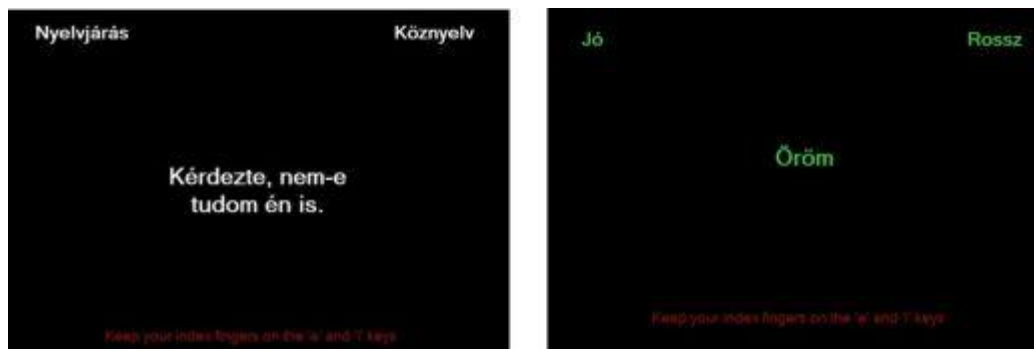 Nyelvjárás Köznyelv
Kérdezte, nem-e
tudom én is.
Keep your index fingers on the 'e' and 'i' keys
Jó Rossz
Öröm
Keep your index fingers on the 'e' and 'i' keys